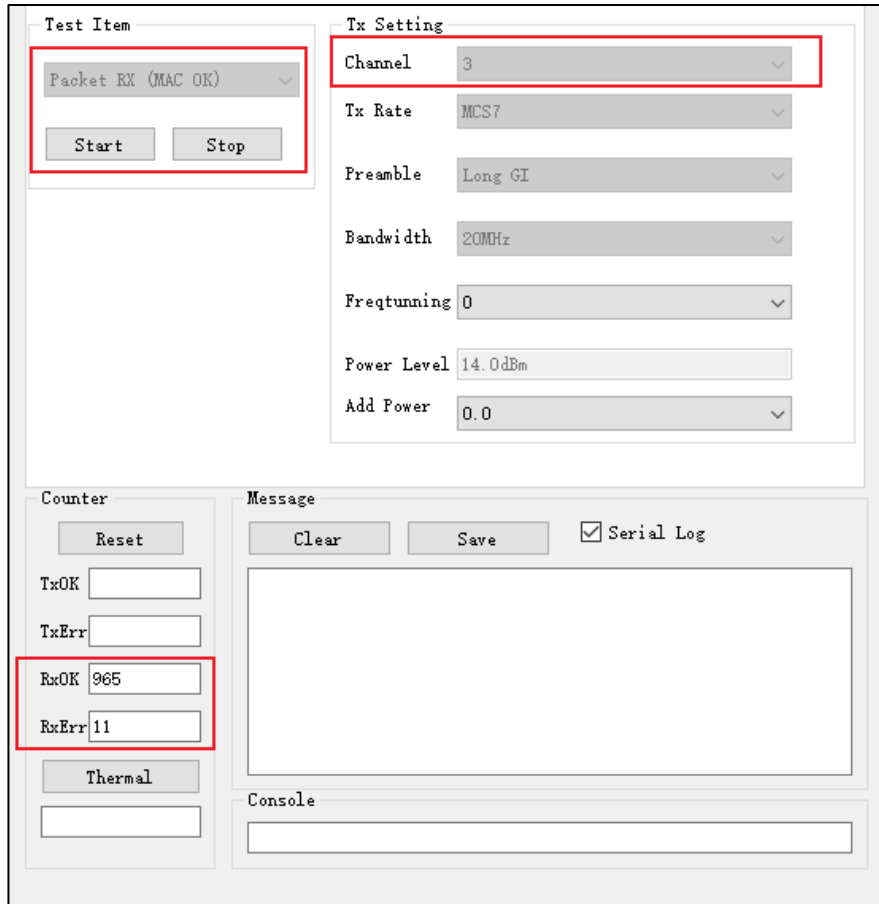 Test Item
Packet RX (MAC OK)
Start Stop
Tx Setting
Channel 3
Tx Rate MCS7
Preamble Long GI
Bandwidth 20MHz
Freqtunning 0
Power Level 14.0dBm
Add Power 0.0
Counter
Reset
TxOK
TxErr
RxOK 965
RxErr 11
Thermal
Message
Clear Save Serial Log
Console